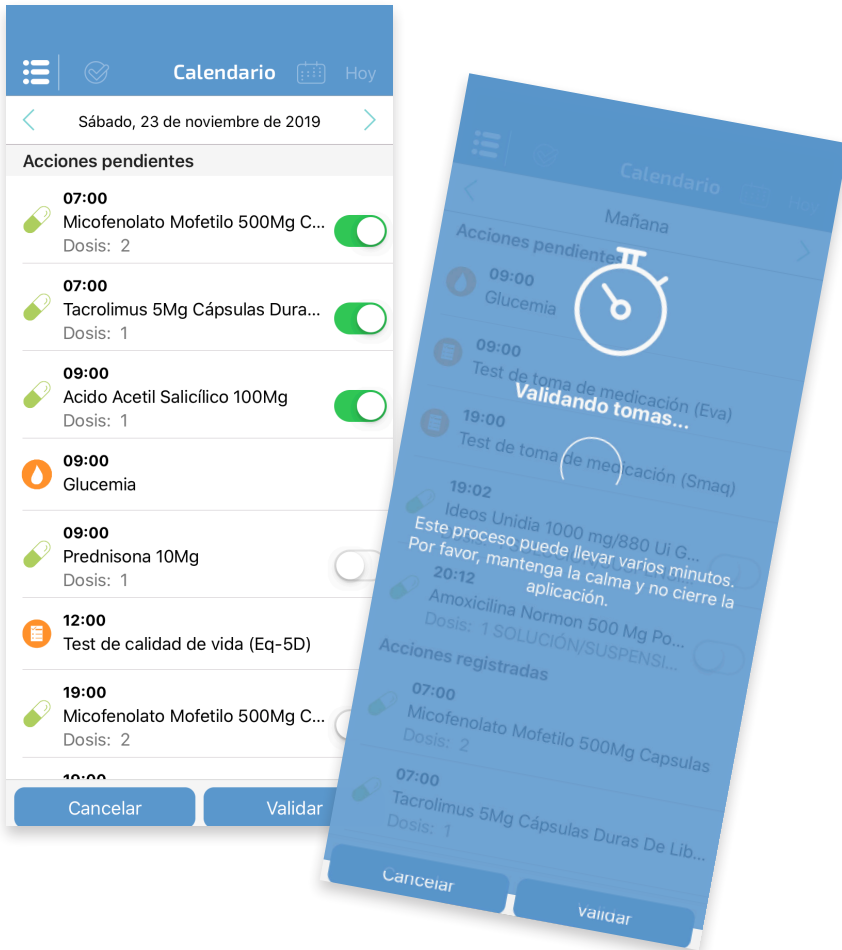 Calendario
Hoy
Sábado, 23 de noviembre de 2019
Acciones pendientes
07:00
Micofenolato Mofetilo 500Mg C...
Dosis: 2
07:00
Tacrolimus 5Mg Cápsulas Dura...
Dosis: 1
09:00
Acido Acetil Salicílico 100Mg
Dosis: 1
09:00
Glucemia
09:00
Prednisona 10Mg
Dosis: 1
12:00
Test de calidad de vida (Eq-5D)
19:00
Micofenolato Mofetilo 500Mg C...
Dosis: 2
19:00
Cancelar
Validar
Calendario
Hoy
Mañana
Acciones pendientes
09:00
Glucemia
09:00
Test de toma de medicación (Eva)
Validando tomas...
19:00
Test de toma de medicación (Smaq)
19:02
Ideos Unidia 1000 mg/880 Ui G...
Este proceso puede llevar varios minutos.
Por favor, mantenga la calma y no cierre la
aplicación.
20:12
Amoxicilina Normon 500 Mg Po...
Dosis: 1 SOLUCIÓN/SUSPENSI...
Acciones registradas
07:00
Micofenolato Mofetilo 500Mg Capsulas
Dosis: 2
07:00
Tacrolimus 5Mg Cápsulas Duras De Lib...
Dosis: 1
Cancelar
Validar